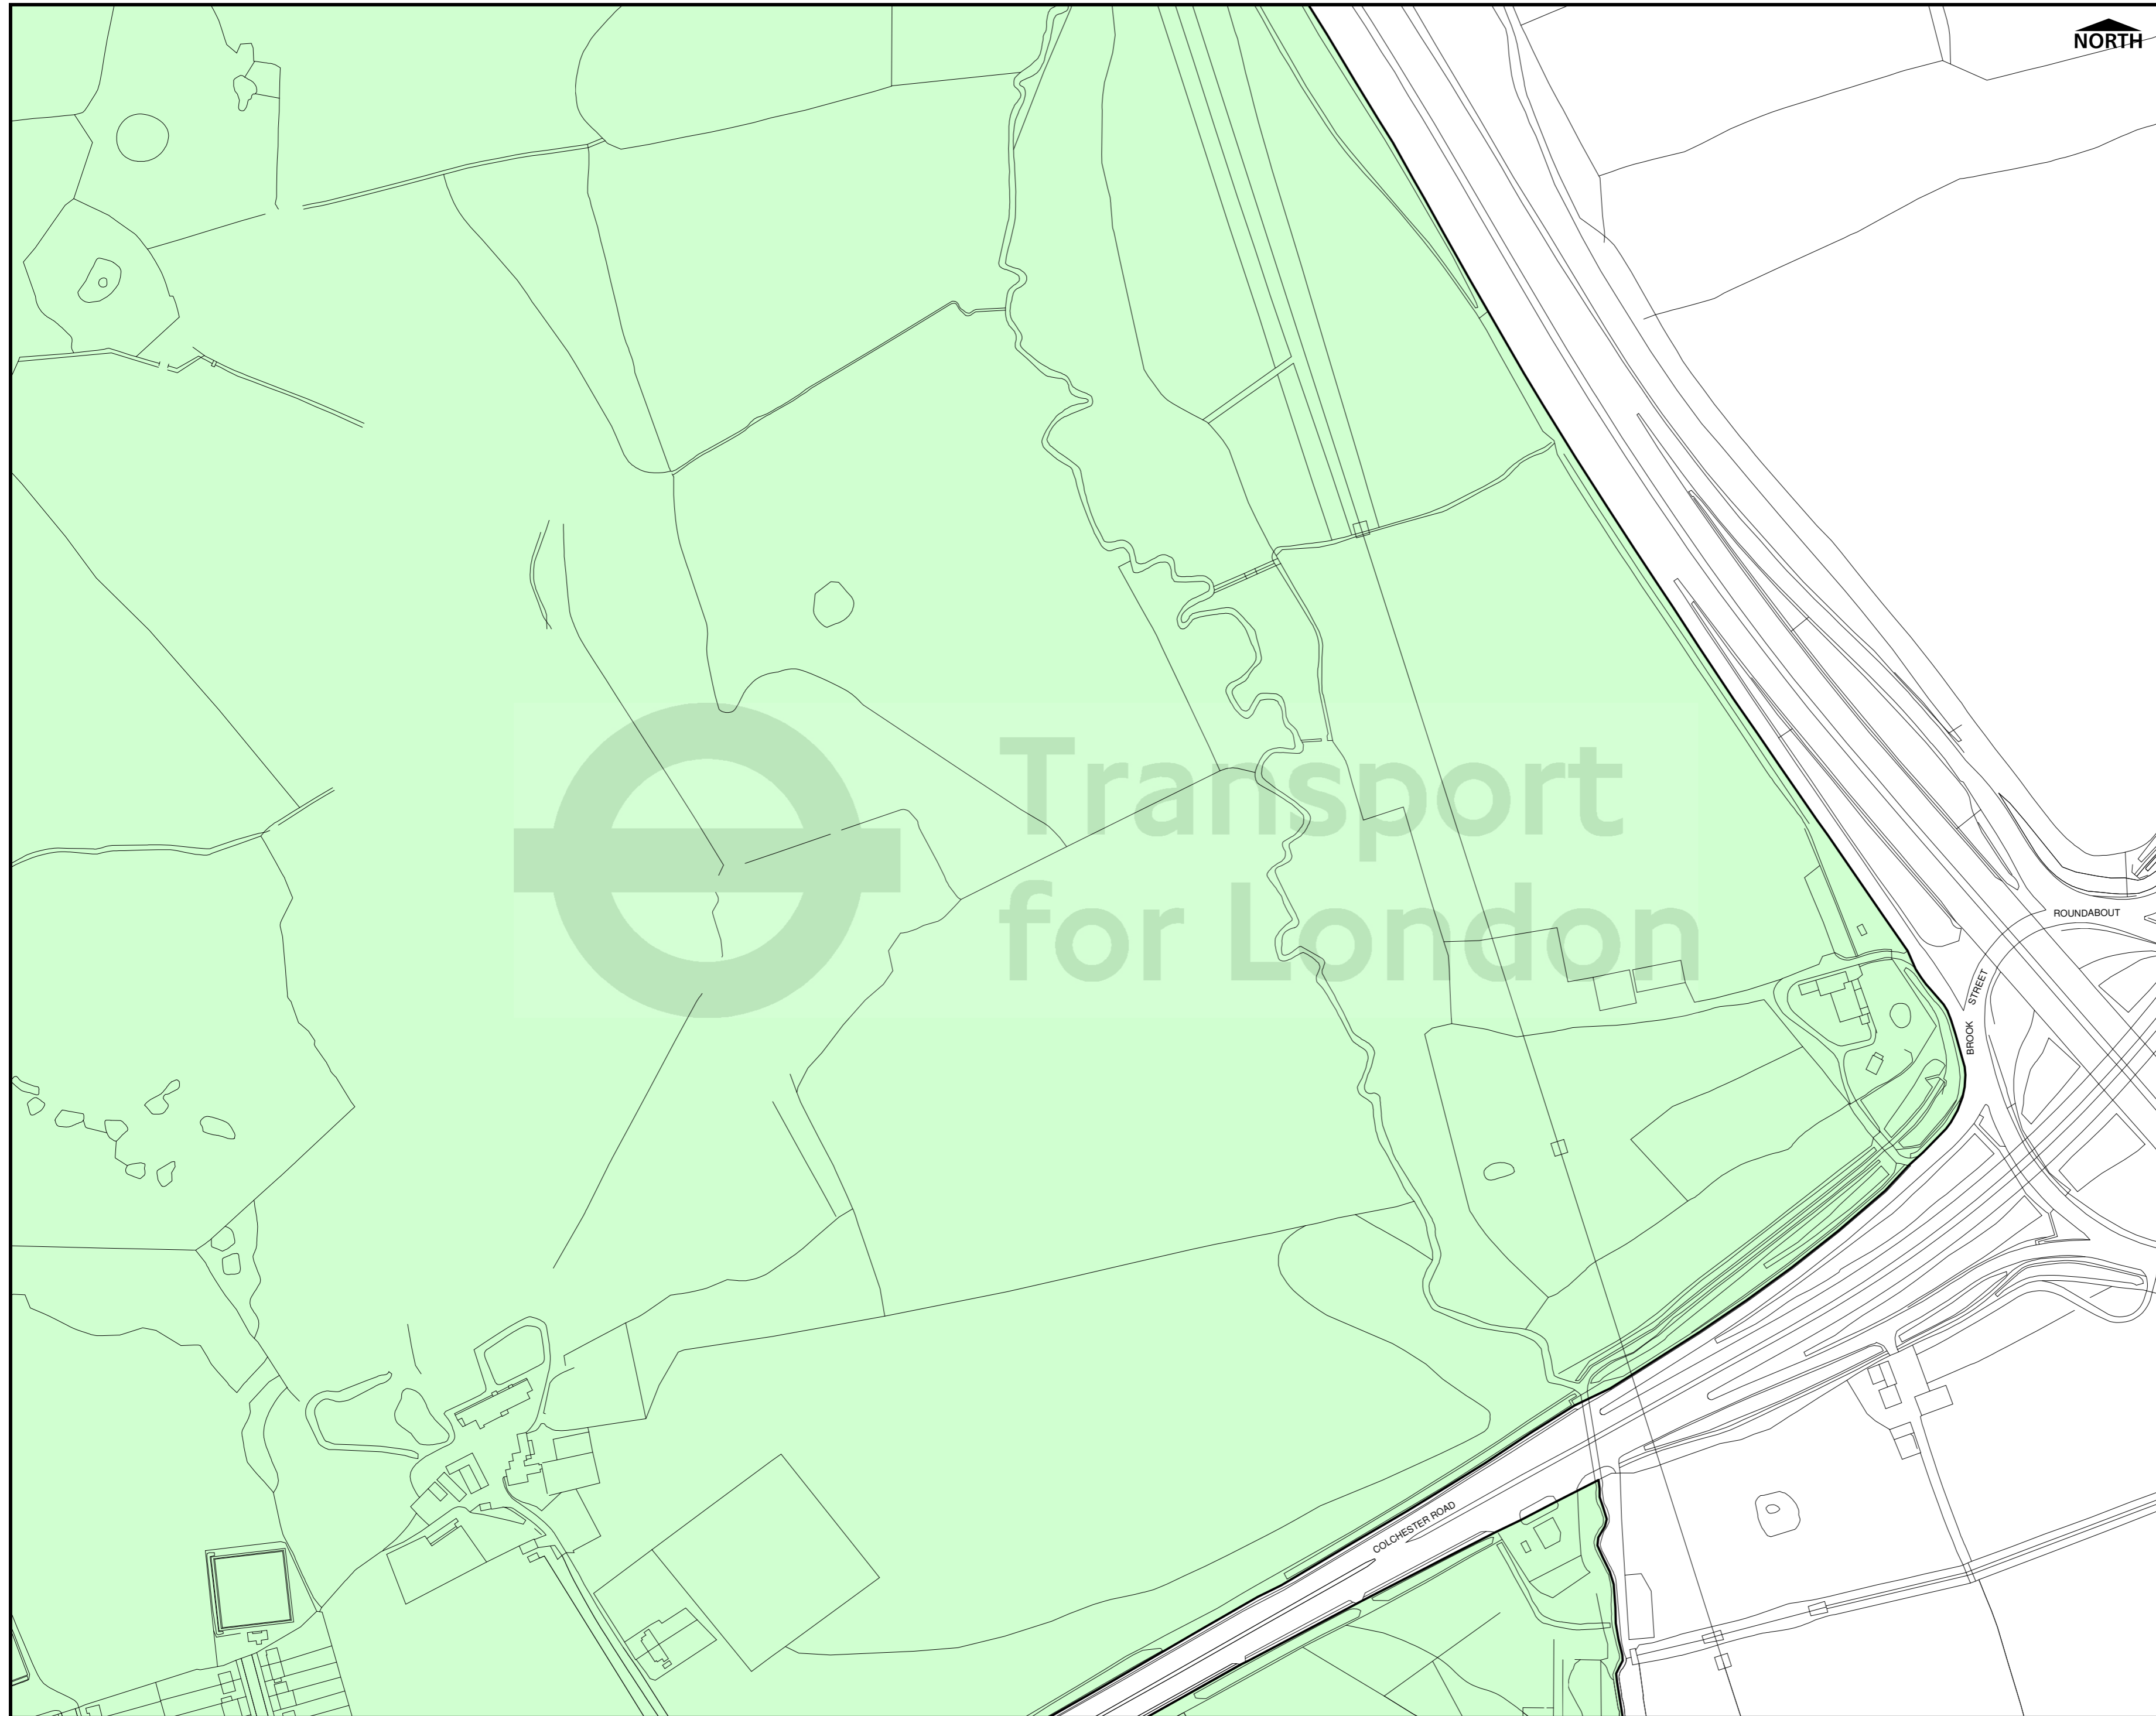 NORTH
Transport
for London
ROUNDABOUT
BROOK STREET
COLCHESTER ROAD